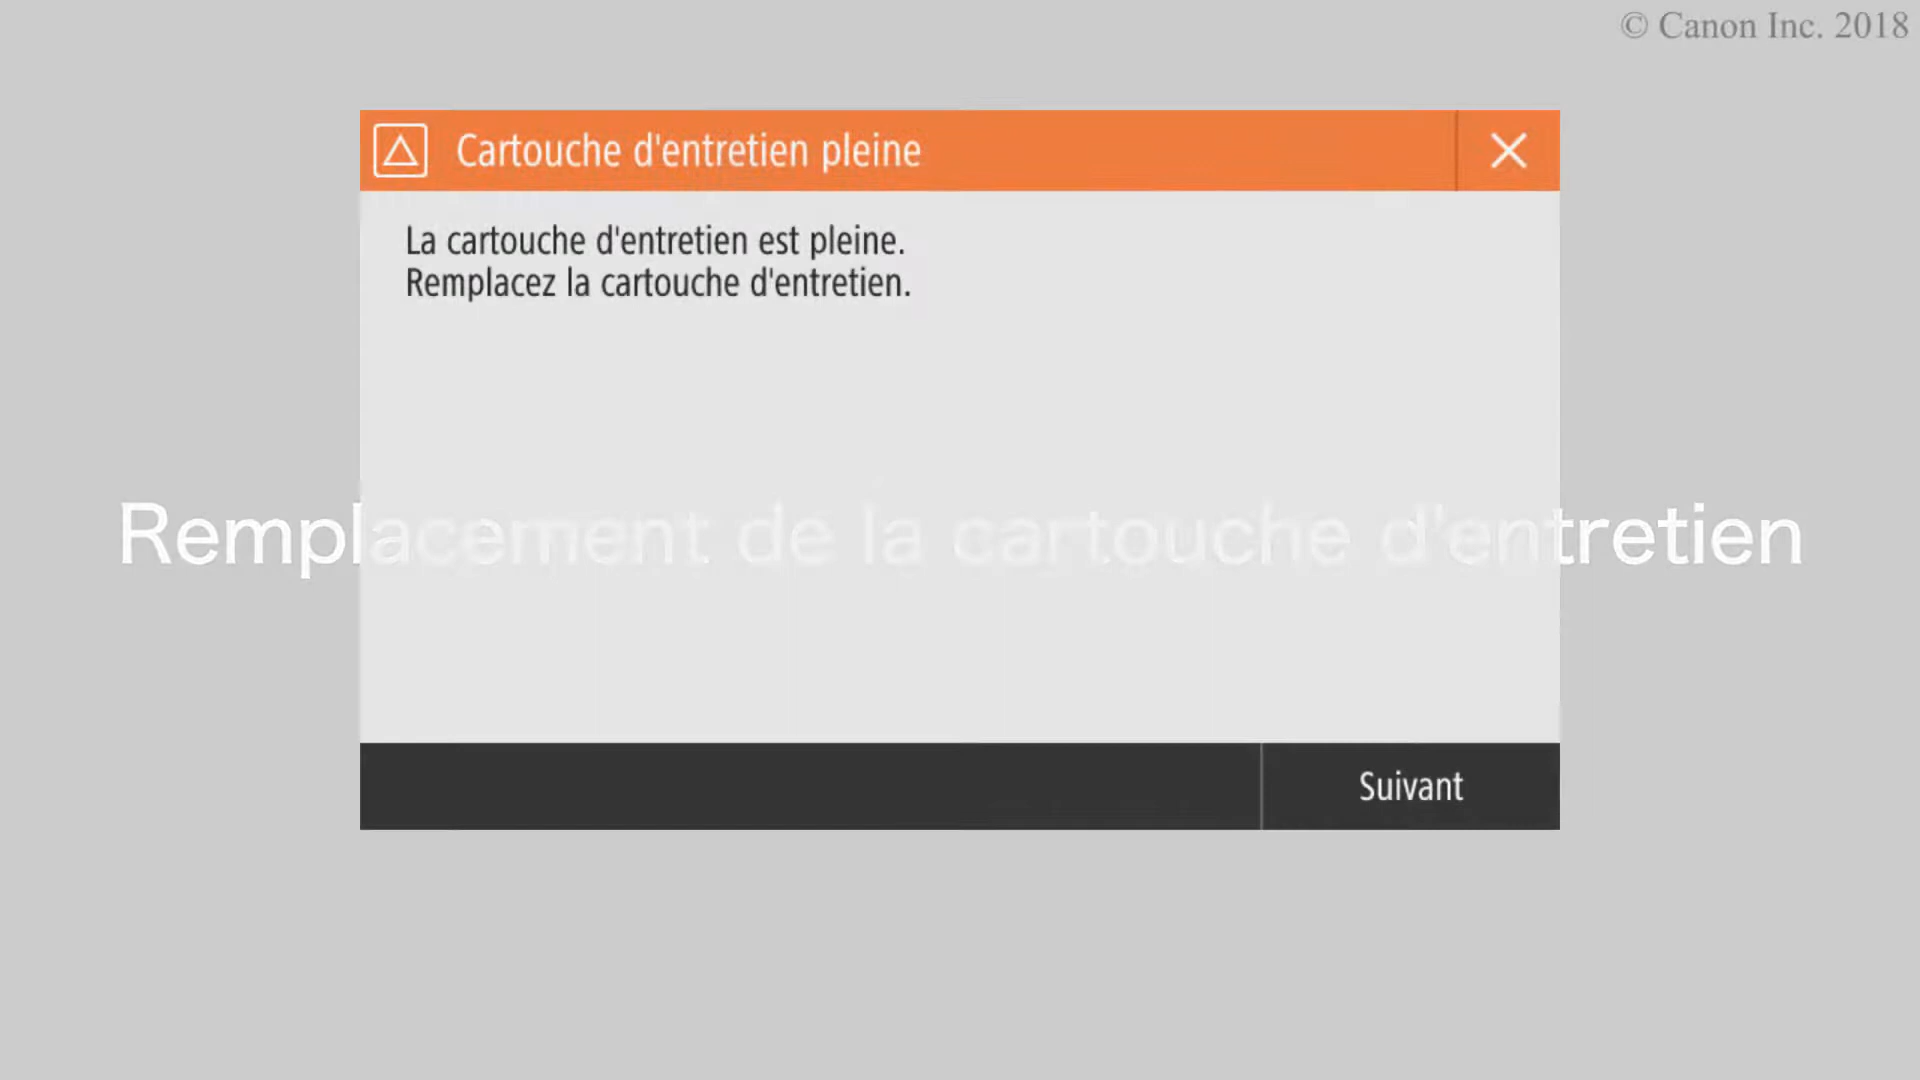 © Canon Inc. 2018
Cartouche d'entretien pleine
La cartouche d'entretien est pleine.
Remplacez la cartouche d'entretien.
Remplacement de la cartouche d'entretien
Suivant